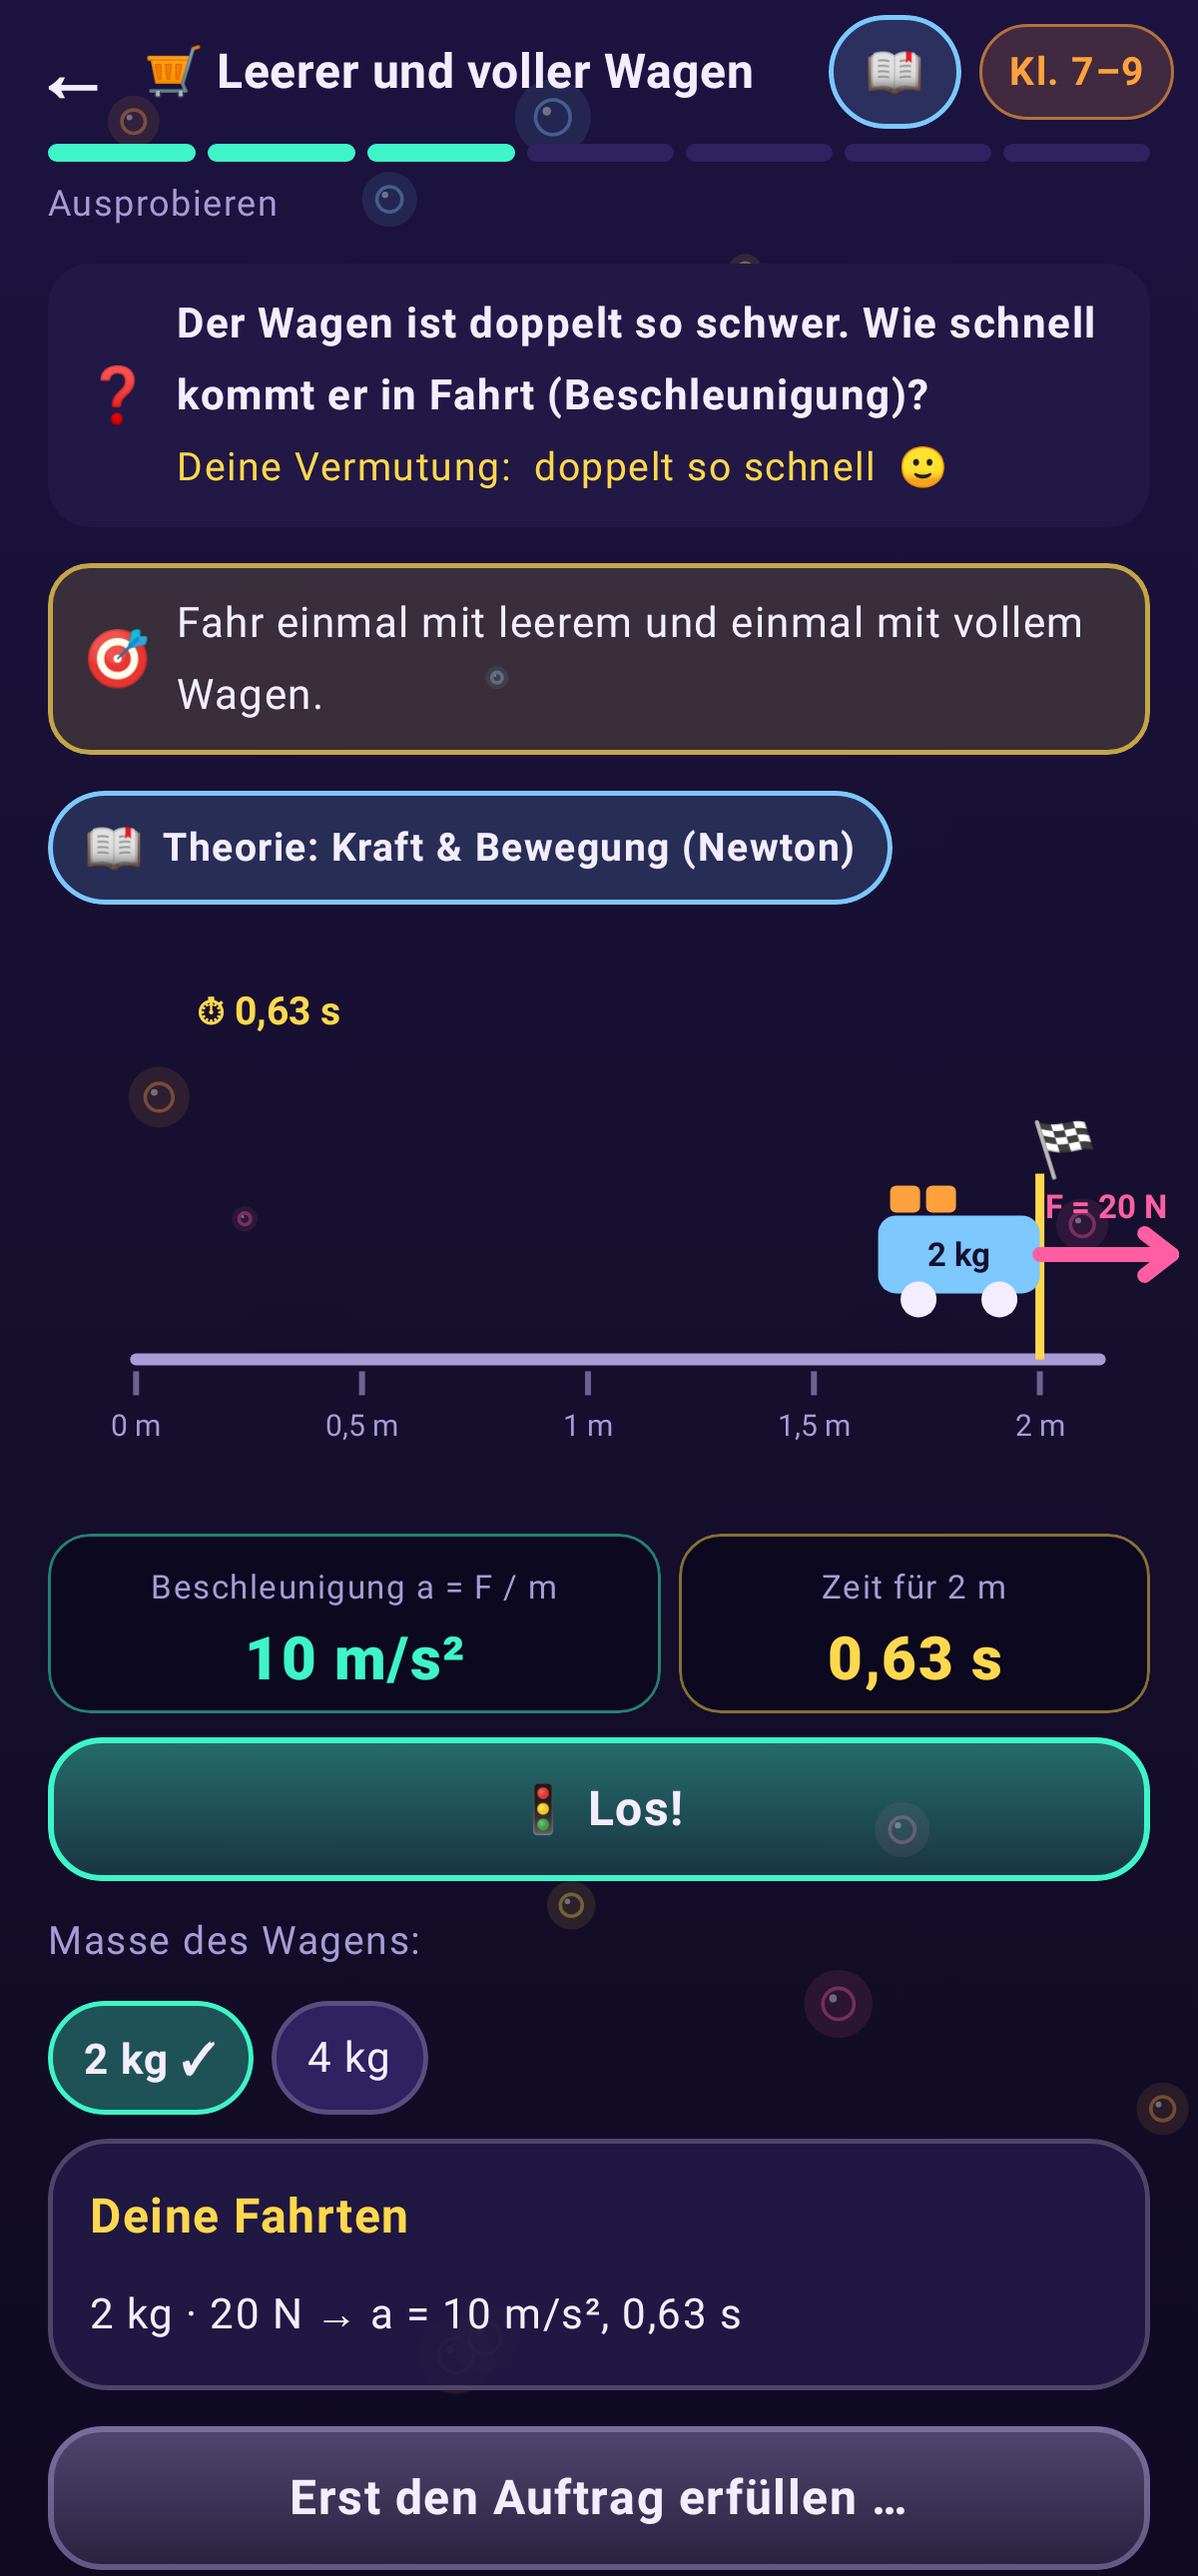 ← 🛒 Leerer und voller Wagen 📖 Kl. 7–9
Ausprobieren
❓ Der Wagen ist doppelt so schwer. Wie schnell
kommt er in Fahrt (Beschleunigung)?
Deine Vermutung: doppelt so schnell 🙂
🎯 Fahr einmal mit leerem und einmal mit vollem
Wagen.
📖 Theorie: Kraft & Bewegung (Newton)
⏱ 0,63 s
F = 20 N
2 kg
0 m 0,5 m 1 m 1,5 m 2 m
Beschleunigung a = F / m
10 m/s²
Zeit für 2 m
0,63 s
🚦 Los!
Masse des Wagens:
2 kg ✓ 4 kg
Deine Fahrten
2 kg · 20 N → a = 10 m/s², 0,63 s
Erst den Auftrag erfüllen …